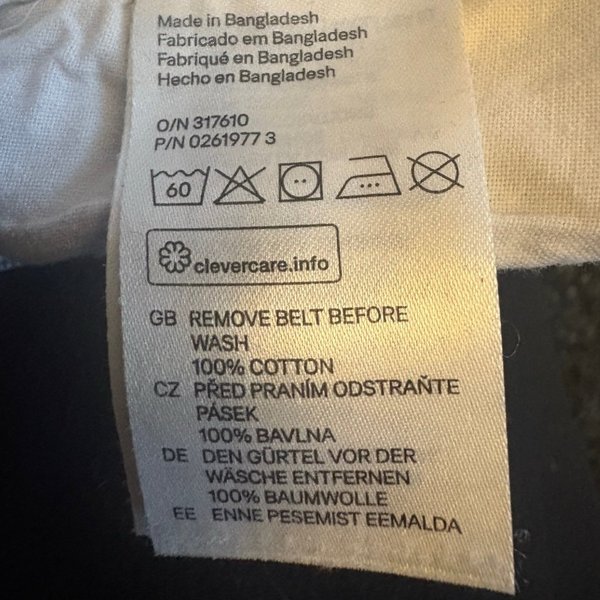 Made in Bangladesh
Fabricado em Bangladesh
Fabriqué en Bangladesh
Hecho en Bangladesh
O/N 317610
P/N 0261977 3
60
clevercare.info
GB REMOVE BELT BEFORE
WASH
100% COTTON
CZ PŘED PRANÍM ODSTRAŇTE
PÁSEK
100% BAVLNA
DE DEN GÜRTEL VOR DER
WÄSCHE ENTFERNEN
100% BAUMWOLLE
EE ENNE PESEMIST EEMALDA